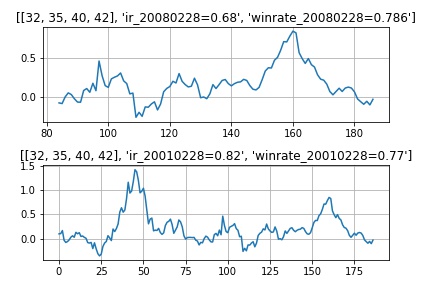 [[32, 35, 40, 42], 'ir_20080228=0.68', 'winrate_20080228=0.786']
0.5
0.0
80 100 120 140 160 180
[[32, 35, 40, 42], 'ir_20010228=0.82', 'winrate_20010228=0.77']
1.5
1.0
0.5
0.0
0 25 50 75 100 125 150 175